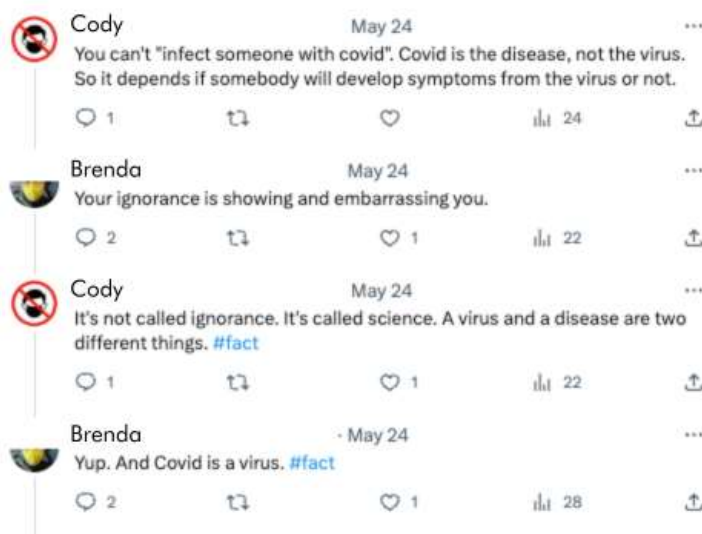 Cody May 24 ...
You can't "infect someone with covid". Covid is the disease, not the virus.
So it depends if somebody will develop symptoms from the virus or not.
1 24
Brenda May 24 ...
Your ignorance is showing and embarrassing you.
2 1 22
Cody May 24 ...
It's not called ignorance. It's called science. A virus and a disease are two
different things. #fact
1 1 22
Brenda · May 24 ...
Yup. And Covid is a virus. #fact
2 1 28